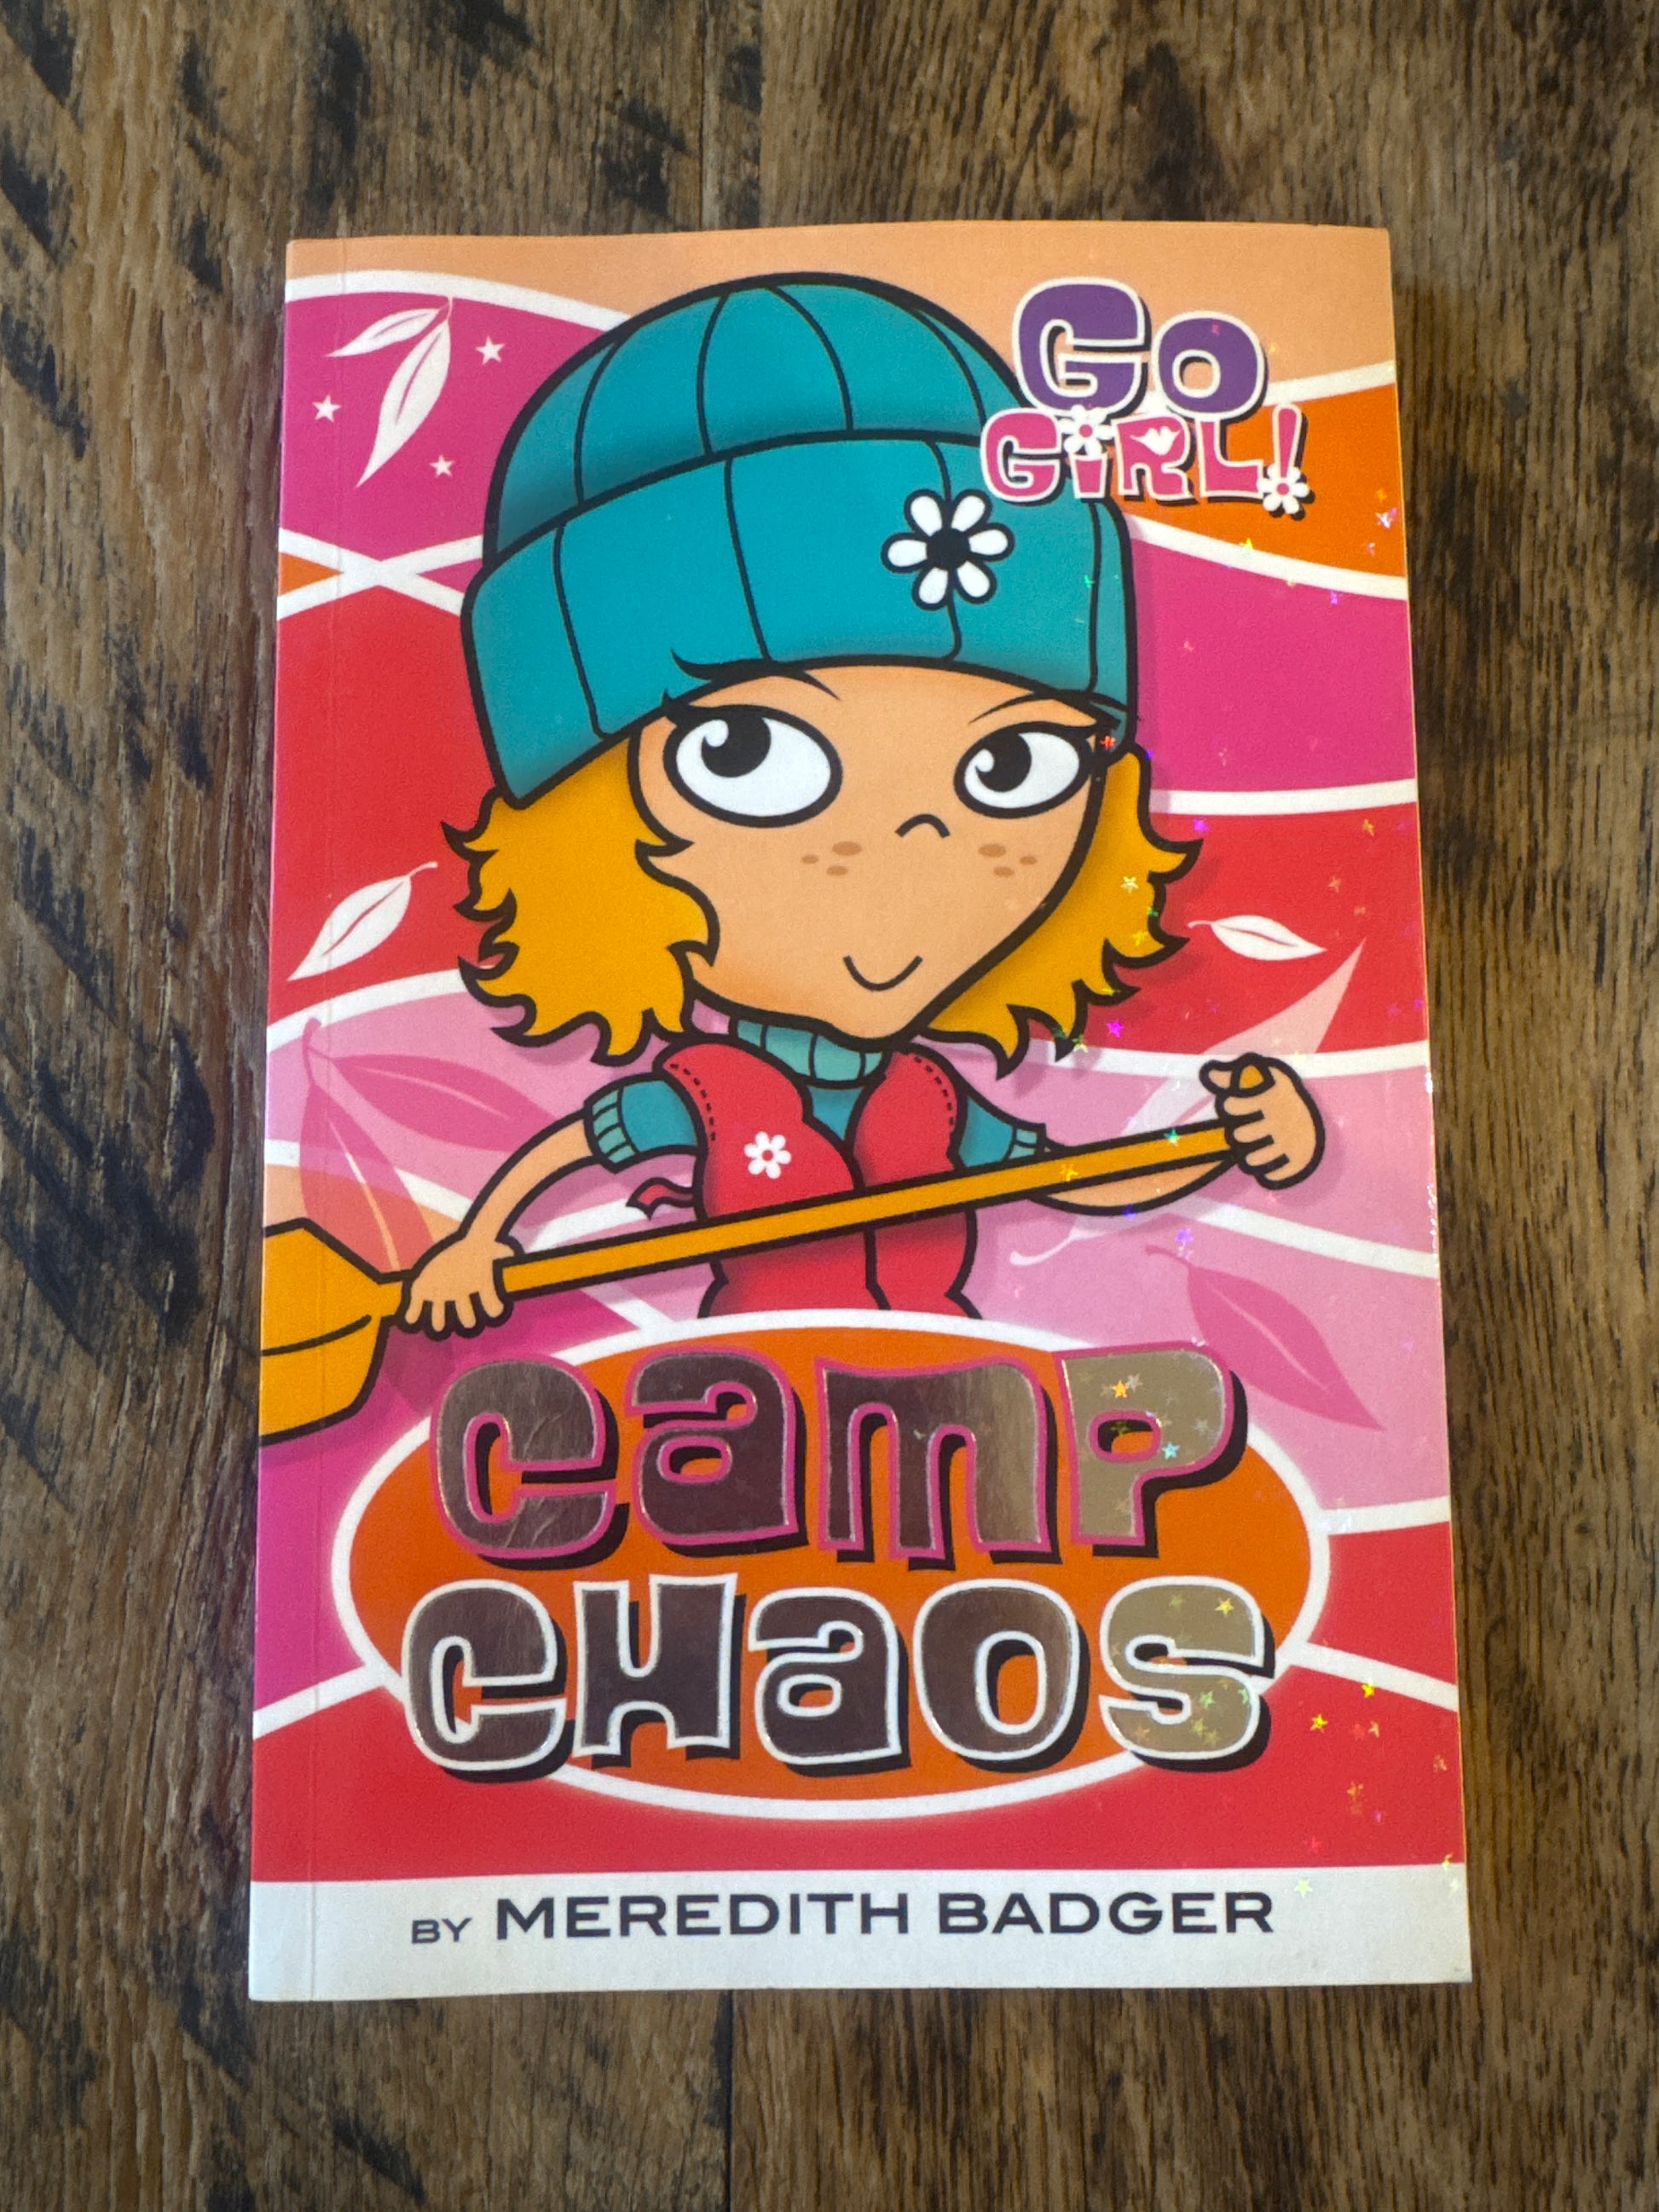 GO
GiRL!
camp
CHaos
BY MEREDITH BADGER